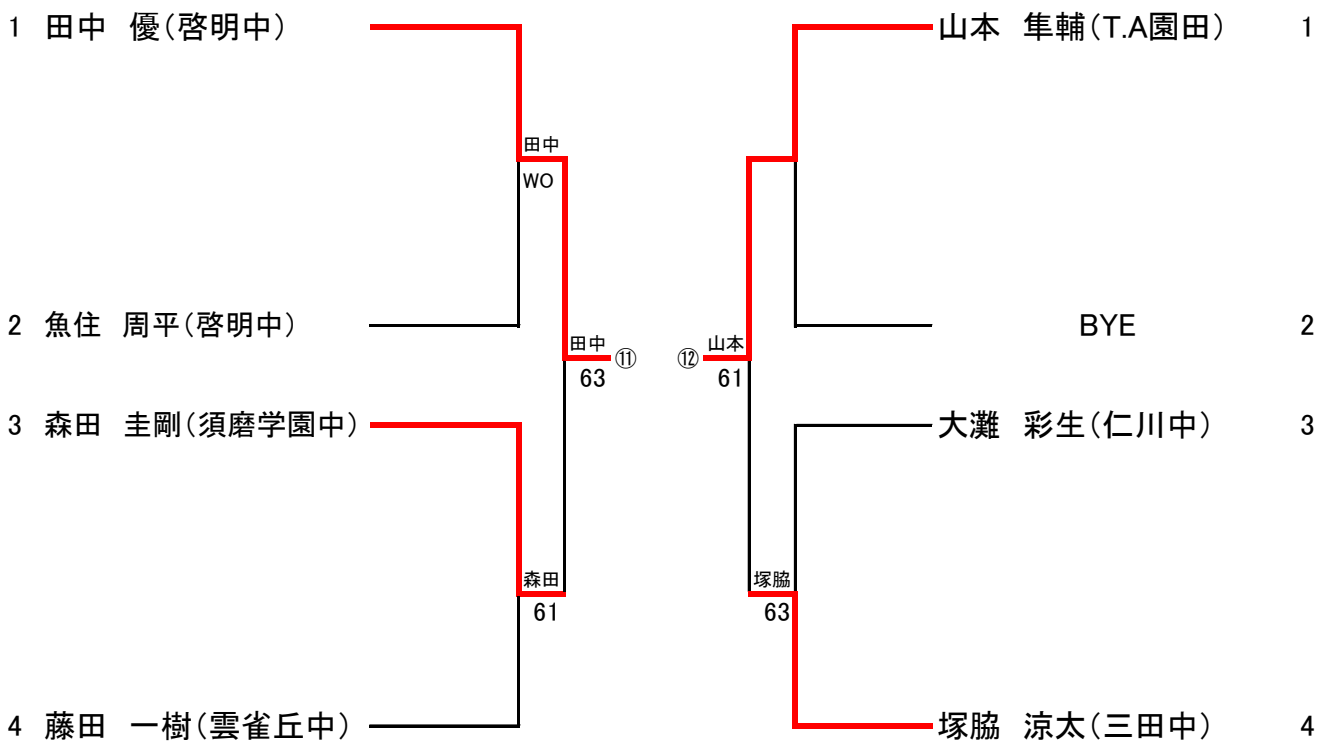 1 田中 優(啓明中)
山本 隼輔(T.A園田) 1
田中
WO
2 魚住 周平(啓明中)
BYE 2
田中 ⑪
63
⑫ 山本
61
3 森田 圭剛(須磨学園中)
大灘 彩生(仁川中) 3
森田
61
塚脇
63
4 藤田 一樹(雲雀丘中)
塚脇 涼太(三田中) 4